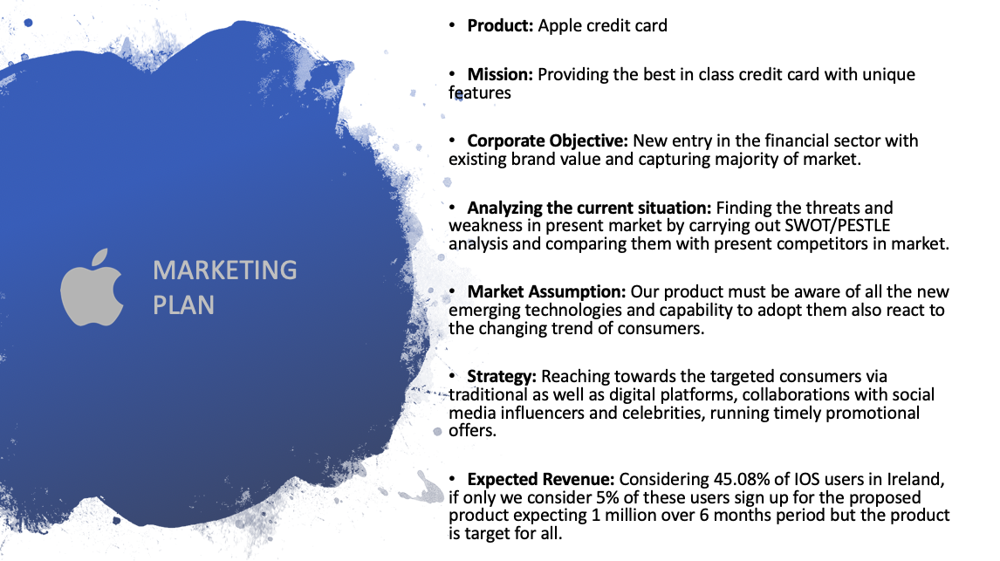 MARKETING
PLAN
• Product: Apple credit card
• Mission: Providing the best in class credit card with unique
features
• Corporate Objective: New entry in the financial sector with
existing brand value and capturing majority of market.
• Analyzing the current situation: Finding the threats and
weakness in present market by carrying out SWOT/PESTLE
analysis and comparing them with present competitors in market.
• Market Assumption: Our product must be aware of all the new
emerging technologies and capability to adopt them also react to
the changing trend of consumers.
• Strategy: Reaching towards the targeted consumers via
traditional as well as digital platforms, collaborations with social
media influencers and celebrities, running timely promotional
offers.
• Expected Revenue: Considering 45.08% of IOS users in Ireland,
if only we consider 5% of these users sign up for the proposed
product expecting 1 million over 6 months period but the product
is target for all.